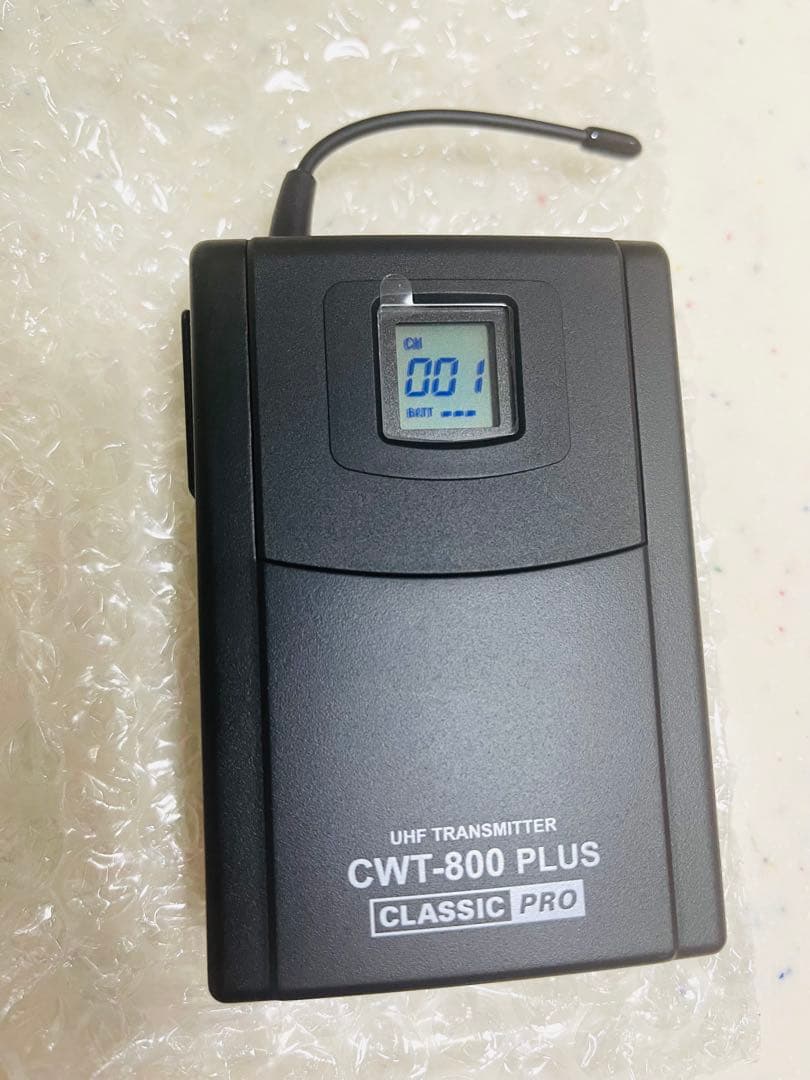 CH
001
BATT
UHF TRANSMITTER
CWT-800 PLUS
CLASSIC PRO